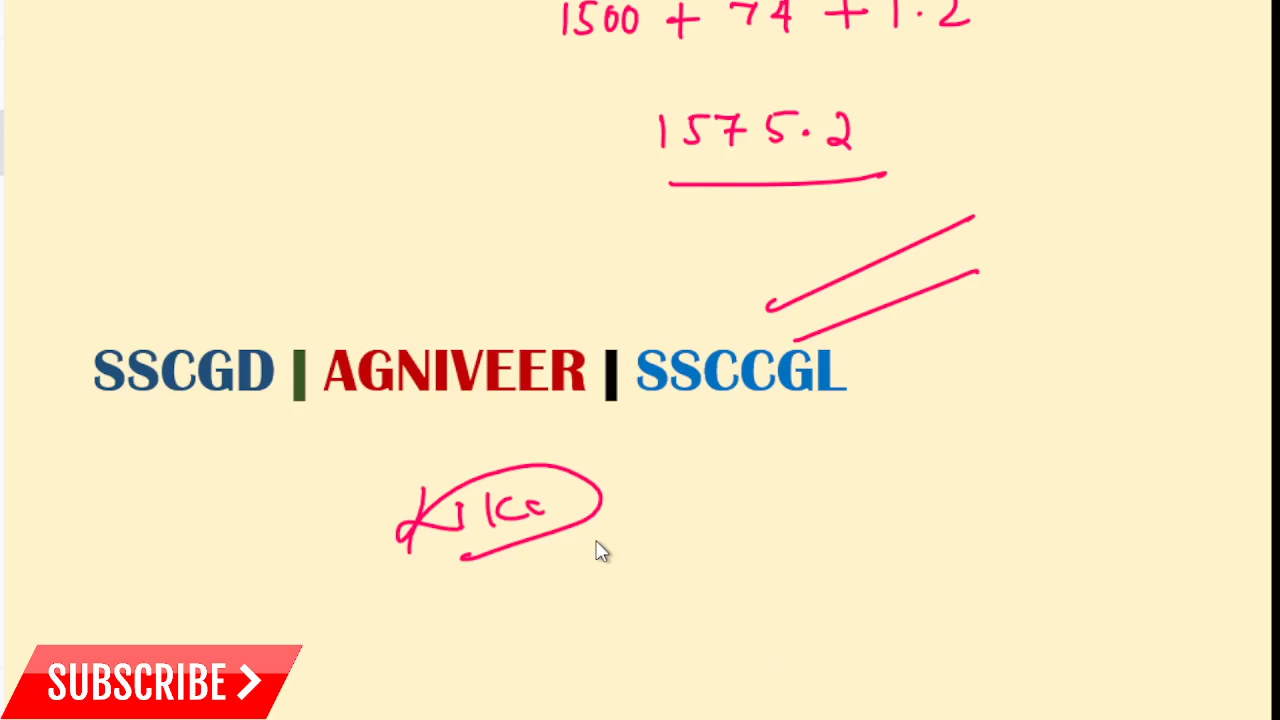 1500 + 74 + 1.2
1575.2
SSCGD | AGNIVEER | SSCCGL
SUBSCRIBE >